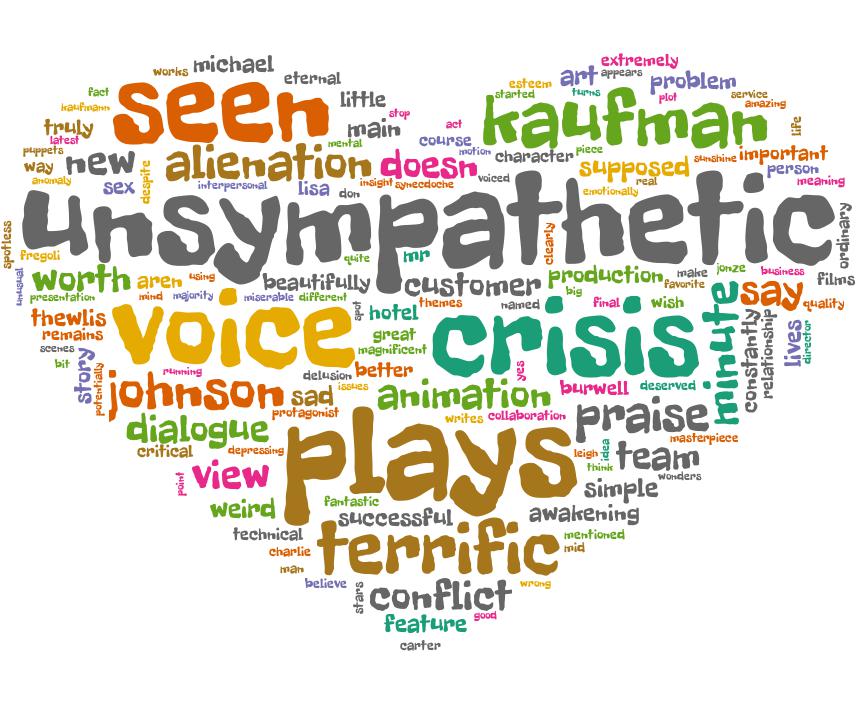 extremely
works michael
eternal
art appears
problem
fact
seen
little
esteem
started turns
plot
service
amazing
kaufmann
truly
main
stop
mental
act
course
kaufman
life
latest
puppets
way new
alienation
doesn
motion
character piece
voiced
supposed
sunshine important
person
meaning
anomaly
sex
despite
interpersonal
lisa
don
insight synecdoche
emotionally
real
unsympathetic
spotless
fregoli
quite
mr
clearly
ordinary
unusual
worth aren using
beautifully
customer
production
make
jonze
business
films
presentation
mind
majority
miserable different
themes
big
favorite
say
quality
thewlis
remains
voice
spot
hotel
named
final
wish
minute
constantly
relationship
lives
director
scenes
bit
great
magnificent
crisis
story
potentially
running
delusion
better
yes
johnson sad
issues
animation
burwell
deserved
protagonist
writes collaboration
praise
dialogue
plays
masterpiece
critical
depressing
leigh
idea
think
team
point
view
wonders
simple
weird
fantastic
successful
awakening
technical
terrific
mentioned
charlie
mid
man
believe
stars
conflict
wrong
feature
good
carter